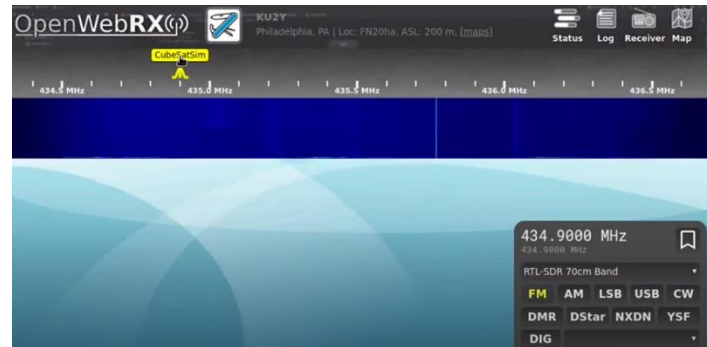 OpenWebRX
KU2Y
Philadelphia, PA | Loc: FN20ha, ASL: 200 m, [maps]
Status Log Receiver Map
CubeSatSim
434.5 MHz 435.0 MHz 435.5 MHz 436.0 MHz 436.5 MHz
434.9000 MHz
434.9000 MHz
RTL-SDR 70cm Band
FM AM LSB USB CW
DMR DStar NXDN YSF
DIG